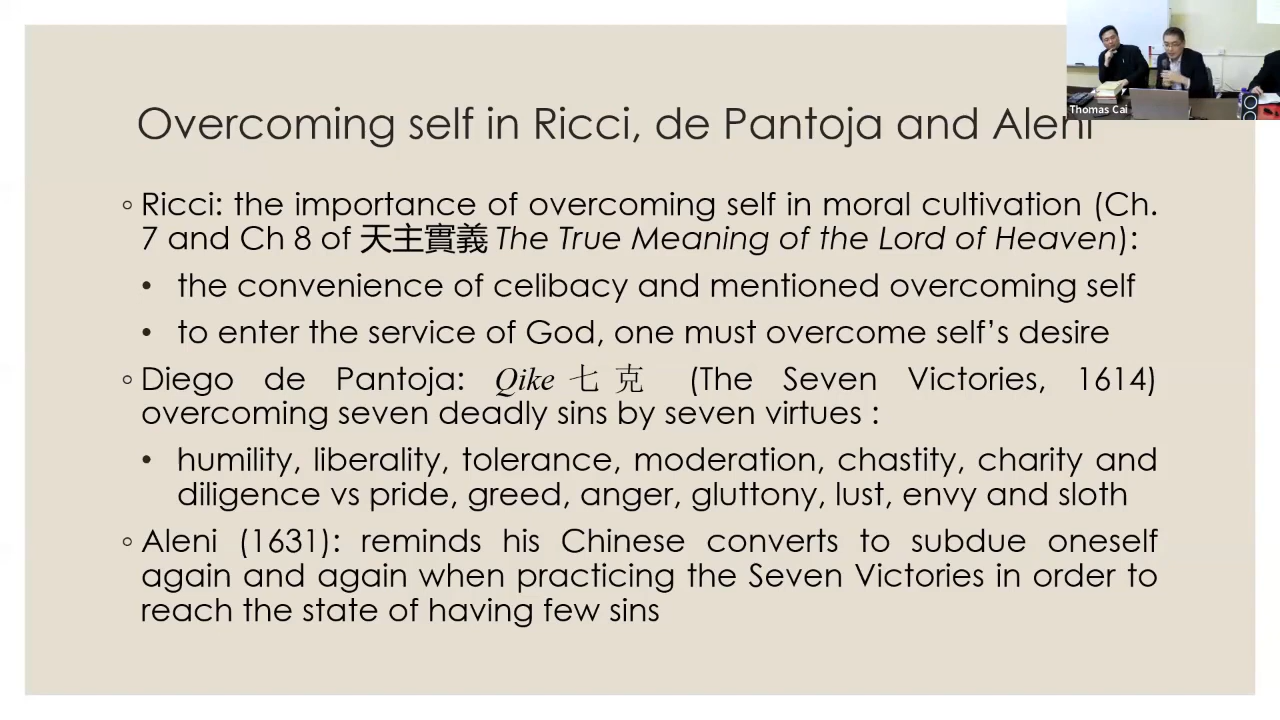 Thomas Cai
Overcoming self in Ricci, de Pantoja and Aleni
◦ Ricci: the importance of overcoming self in moral cultivation (Ch.
7 and Ch 8 of 天主實義 The True Meaning of the Lord of Heaven):
• the convenience of celibacy and mentioned overcoming self
• to enter the service of God, one must overcome self’s desire
◦ Diego de Pantoja: Qike 七 克 (The Seven Victories, 1614)
overcoming seven deadly sins by seven virtues :
• humility, liberality, tolerance, moderation, chastity, charity and
diligence vs pride, greed, anger, gluttony, lust, envy and sloth
◦ Aleni (1631): reminds his Chinese converts to subdue oneself
again and again when practicing the Seven Victories in order to
reach the state of having few sins